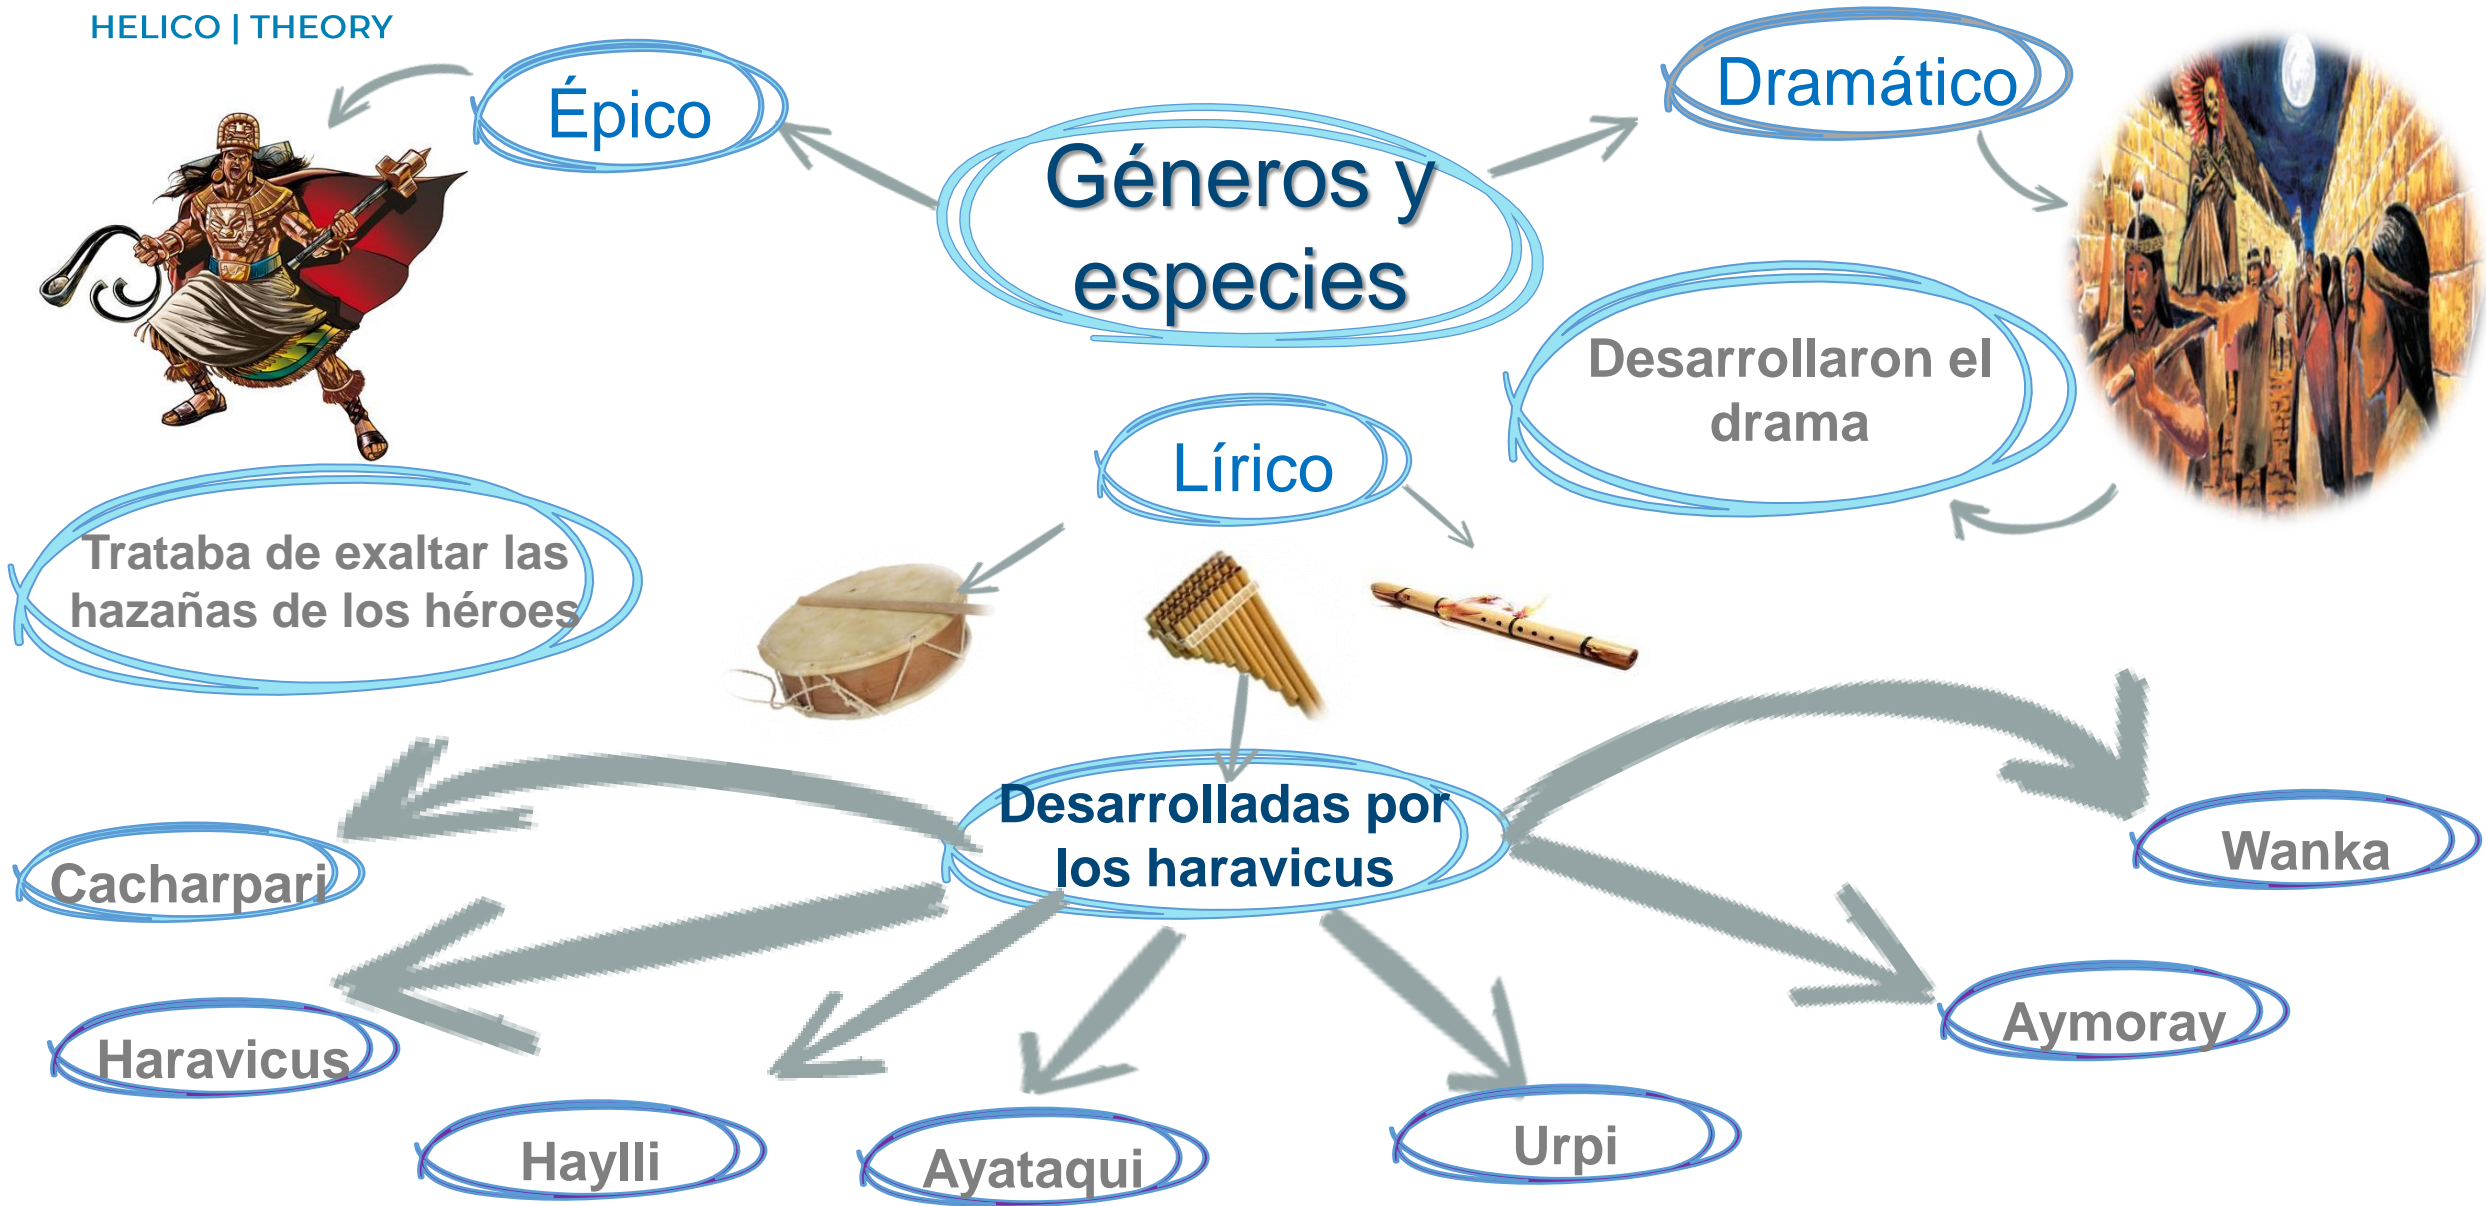 HELICO | THEORY
Épico
Dramático
Géneros y
especies
Desarrollaron el
drama
Lírico
Trataba de exaltar las
hazañas de los héroes
Desarrolladas por
los haravicus
Cacharpari
Wanka
Haravicus
Aymoray
Haylli
Ayataqui
Urpi